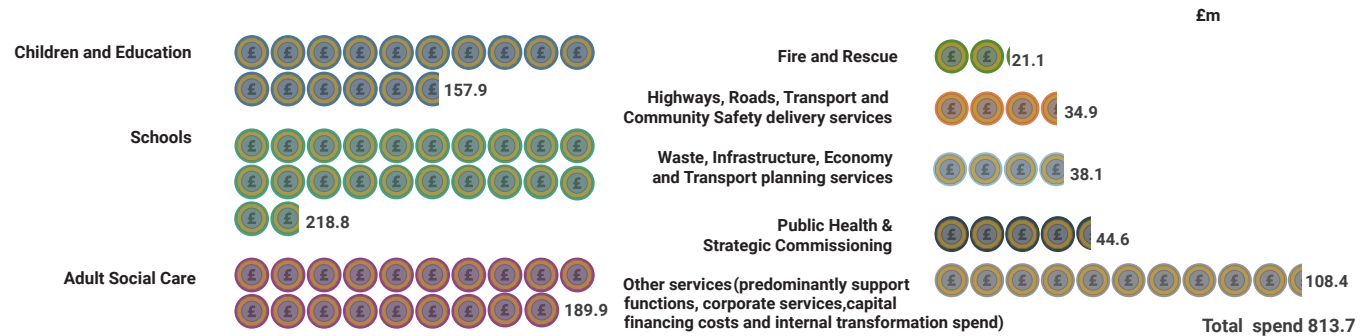 £m
Children and Education
157.9
Schools
218.8
Adult Social Care
189.9
Fire and Rescue
21.1
Highways, Roads, Transport and
Community Safety delivery services
34.9
Waste, Infrastructure, Economy
and Transport planning services
38.1
Public Health &
Strategic Commissioning
44.6
Other services(predominantly support
functions, corporate services,capital
financing costs and internal transformation spend)
108.4
Total spend 813.7